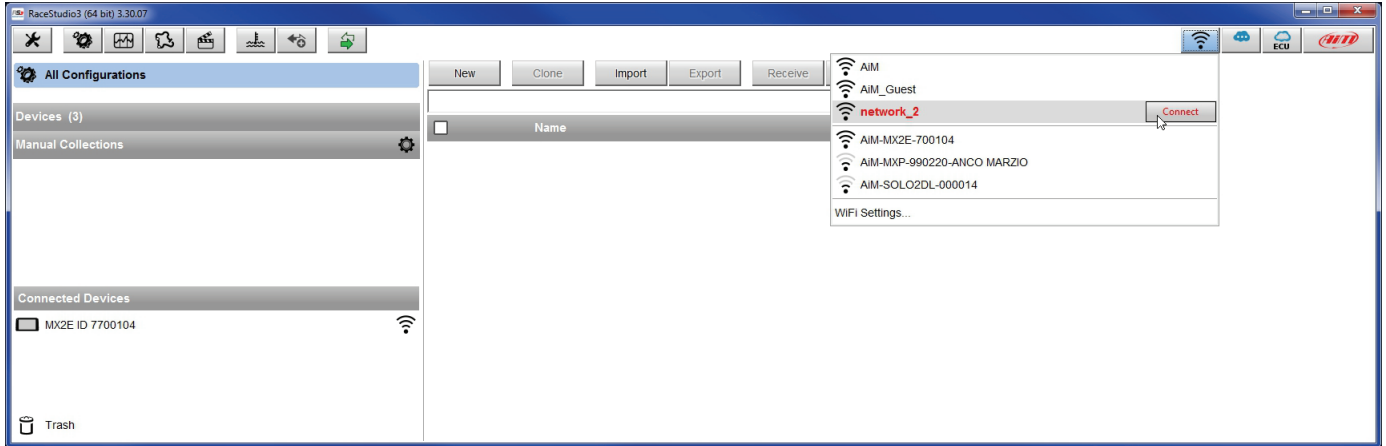 RaceStudio3 (64 bit) 3.30.07
ECU
AiM
All Configurations
Devices (3)
Manual Collections
Connected Devices
MX2E ID 7700104
Trash
New Clone Import Export Receive
Name
AiM
AiM_Guest
network_2 Connect
AiM-MX2E-700104
AiM-MXP-990220-ANCO MARZIO
AiM-SOLO2DL-000014
WiFi Settings...